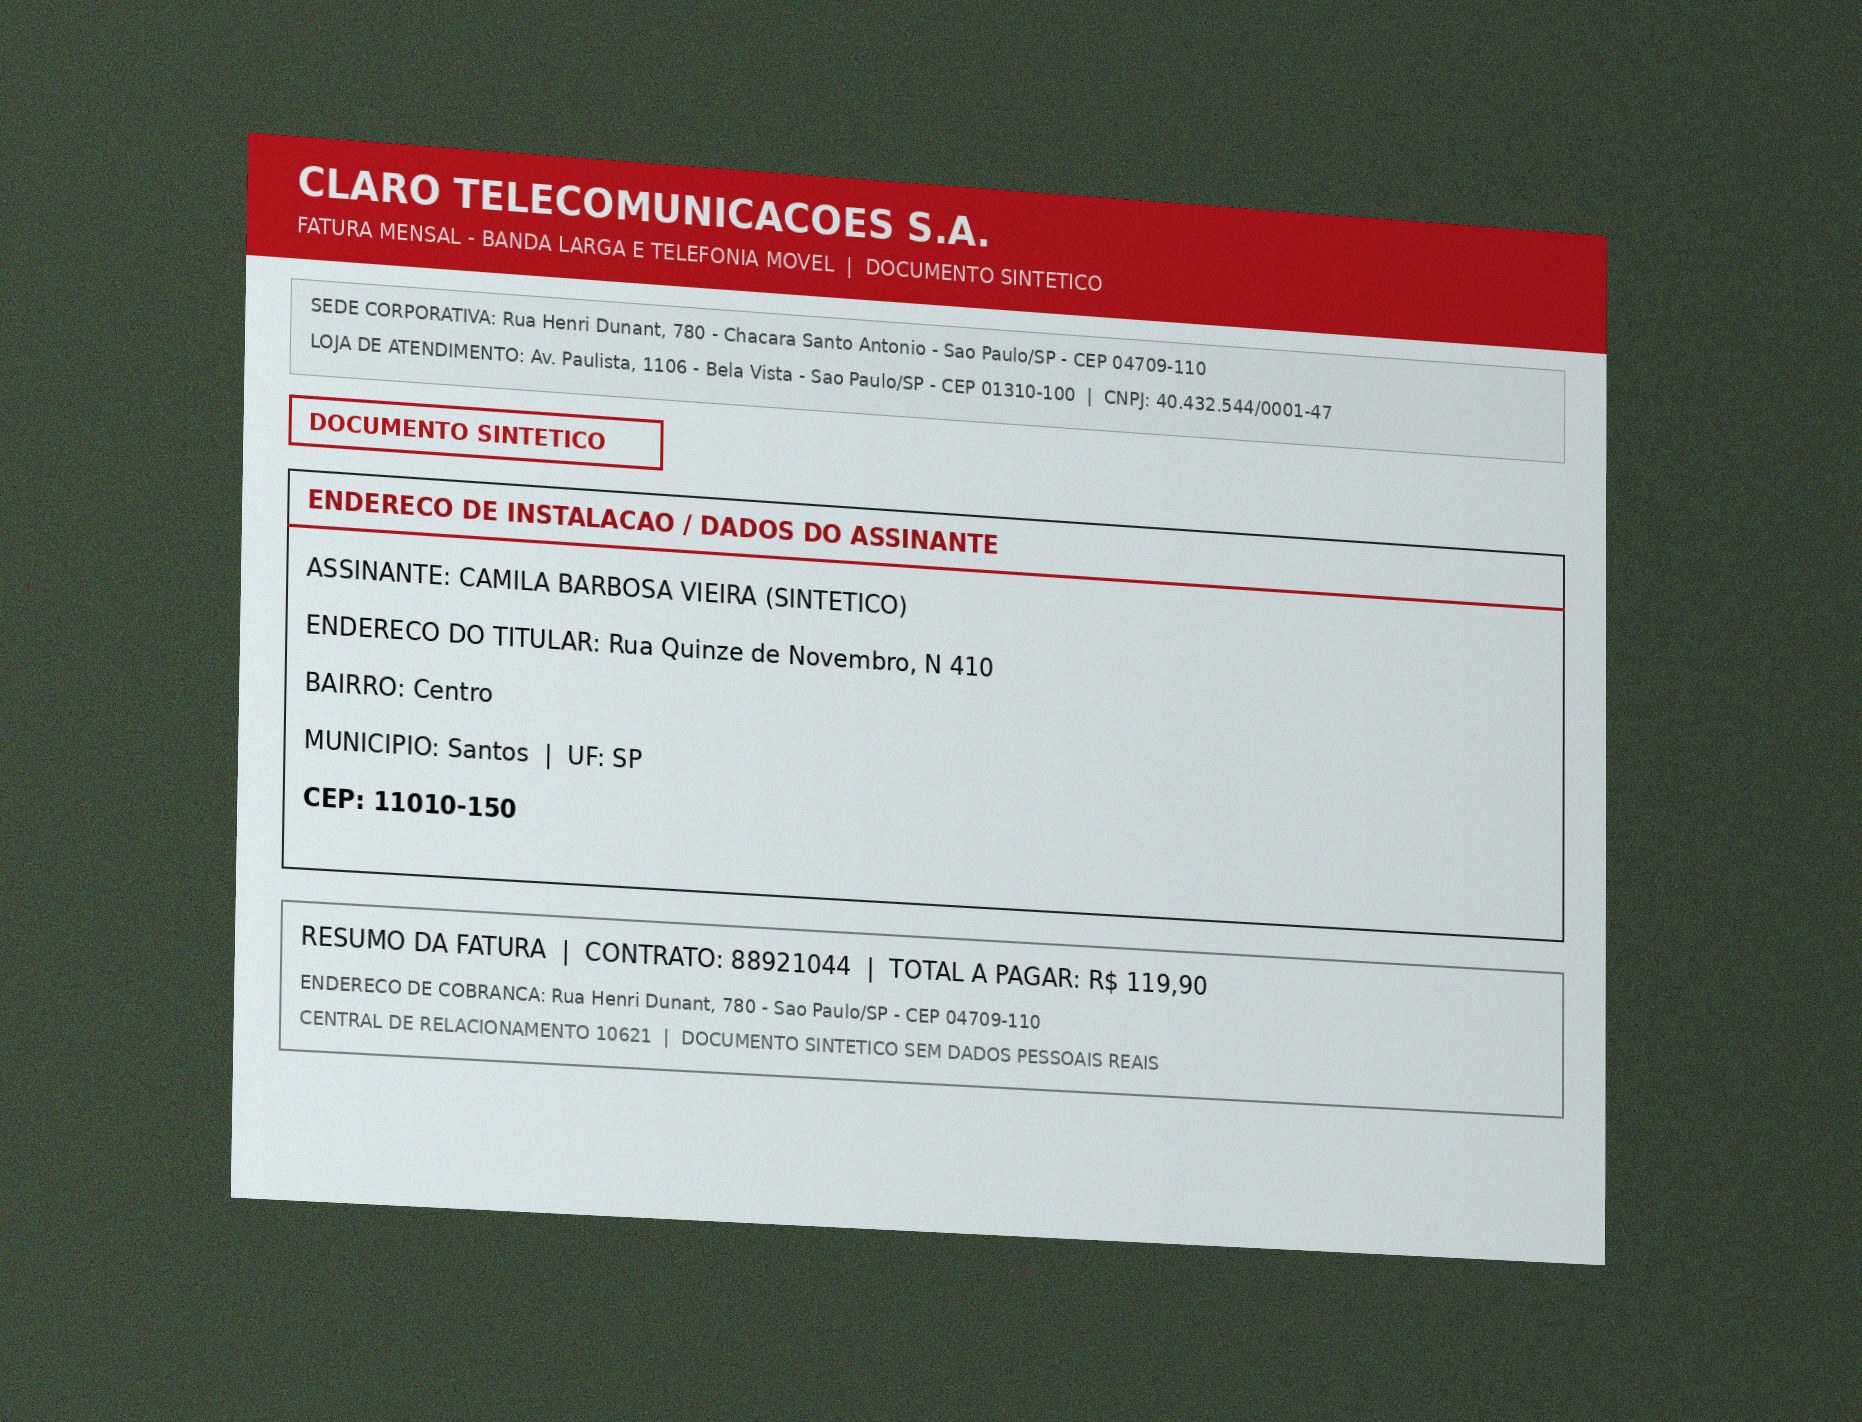 CLARO TELECOMUNICACOES S.A.
FATURA MENSAL - BANDA LARGA E TELEFONIA MOVEL | DOCUMENTO SINTETICO
SEDE CORPORATIVA: Rua Henri Dunant, 780 - Chacara Santo Antonio - Sao Paulo/SP - CEP 04709-110
LOJA DE ATENDIMENTO: Av. Paulista, 1106 - Bela Vista - Sao Paulo/SP - CEP 01310-100 | CNPJ: 40.432.544/0001-47
DOCUMENTO SINTETICO
ENDERECO DE INSTALACAO / DADOS DO ASSINANTE
ASSINANTE: CAMILA BARBOSA VIEIRA (SINTETICO)
ENDERECO DO TITULAR: Rua Quinze de Novembro, N 410
BAIRRO: Centro
MUNICIPIO: Santos | UF: SP
CEP: 11010-150
RESUMO DA FATURA | CONTRATO: 88921044 | TOTAL A PAGAR: R$ 119,90
ENDERECO DE COBRANCA: Rua Henri Dunant, 780 - Sao Paulo/SP - CEP 04709-110
CENTRAL DE RELACIONAMENTO 10621 | DOCUMENTO SINTETICO SEM DADOS PESSOAIS REAIS